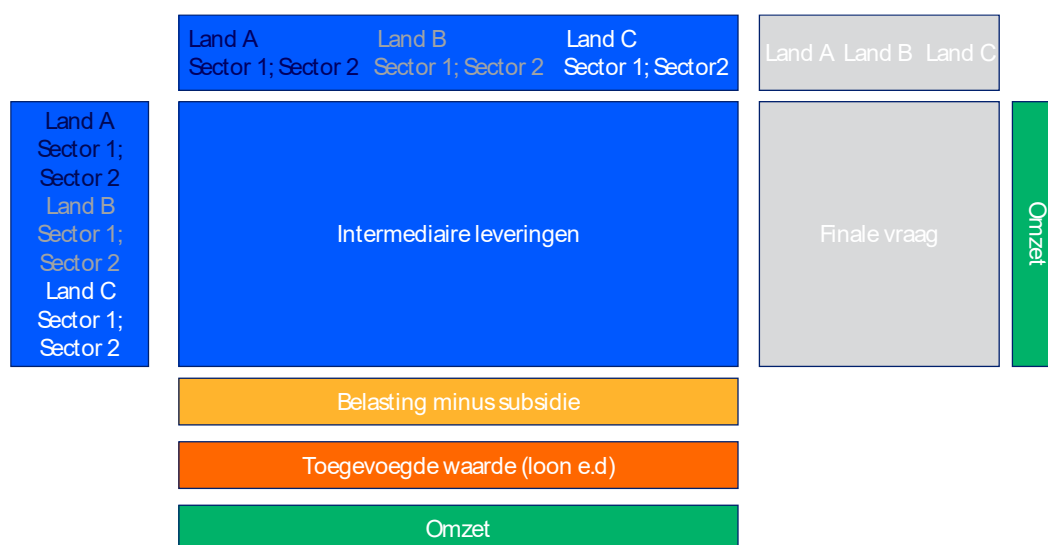 Land A
Sector 1; Sector 2
Land B
Sector 1; Sector 2
Land C
Sector 1; Sector2
Land A Land B Land C
Land A
Sector 1;
Sector 2
Land B
Sector 1;
Sector 2
Land C
Sector 1;
Sector 2
Intermediaire leveringen
Finale vraag
Omzet
Belasting minus subsidie
Toegevoegde waarde (loon e.d)
Omzet